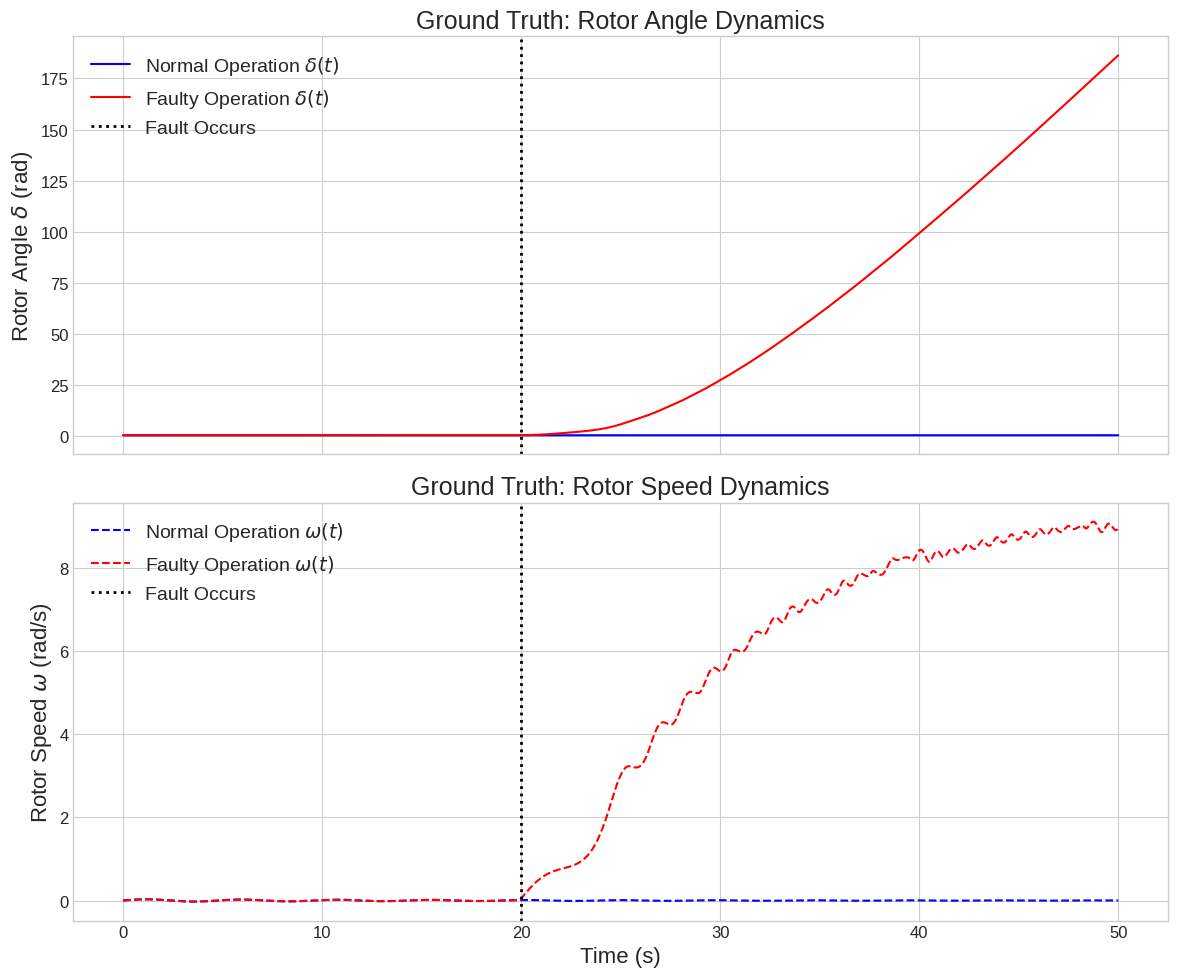 Ground Truth: Rotor Angle Dynamics
Normal Operation δ(t)
Faulty Operation δ(t)
Fault Occurs
Rotor Angle δ (rad)
175
150
125
100
75
50
25
0
Ground Truth: Rotor Speed Dynamics
Normal Operation ω(t)
Faulty Operation ω(t)
Fault Occurs
Rotor Speed ω (rad/s)
8
6
4
2
0
0 10 20 30 40 50
Time (s)